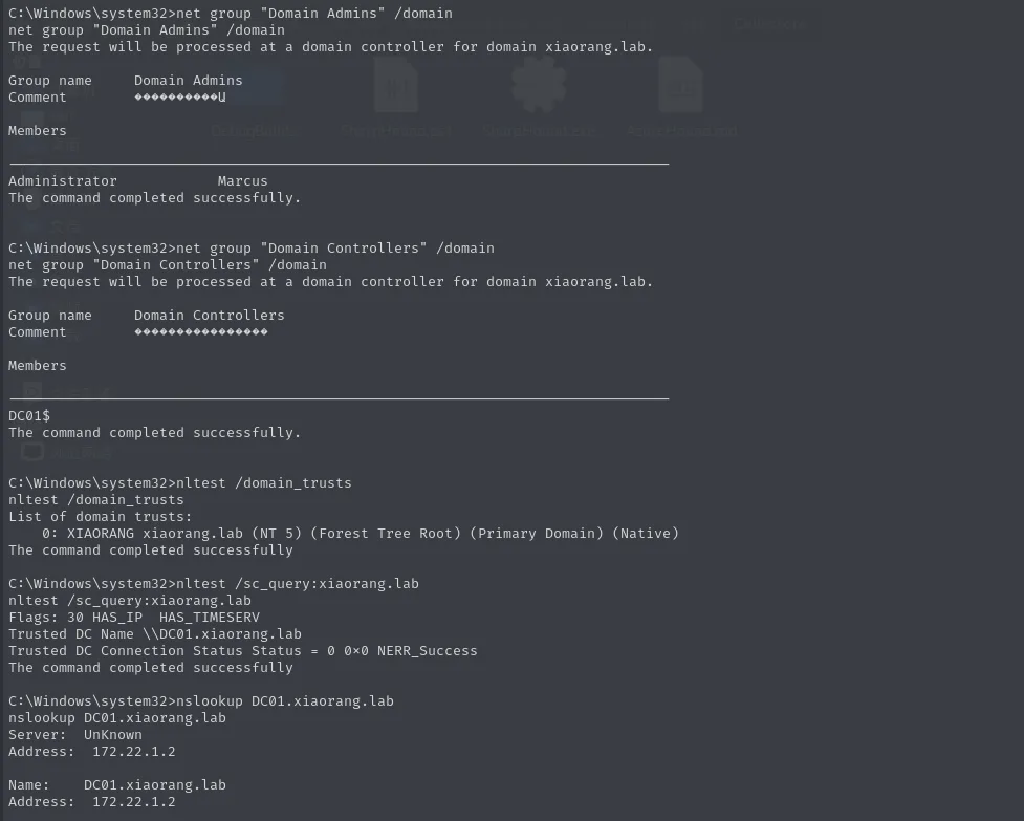 C:\Windows\system32>net group "Domain Admins" /domain
net group "Domain Admins" /domain
The request will be processed at a domain controller for domain xiaorang.lab.
Group name     Domain Admins
Comment        ����������U
Members
Administrator            Marcus
The command completed successfully.
C:\Windows\system32>net group "Domain Controllers" /domain
net group "Domain Controllers" /domain
The request will be processed at a domain controller for domain xiaorang.lab.
Group name     Domain Controllers
Comment        ����������������
Members
DC01$
The command completed successfully.
C:\Windows\system32>nltest /domain_trusts
nltest /domain_trusts
List of domain trusts:
    0: XIAORANG xiaorang.lab (NT 5) (Forest Tree Root) (Primary Domain) (Native)
The command completed successfully
C:\Windows\system32>nltest /sc_query:xiaorang.lab
nltest /sc_query:xiaorang.lab
Flags: 30 HAS_IP  HAS_TIMESERV
Trusted DC Name \\DC01.xiaorang.lab
Trusted DC Connection Status Status = 0 0×0 NERR_Success
The command completed successfully
C:\Windows\system32>nslookup DC01.xiaorang.lab
nslookup DC01.xiaorang.lab
Server:  UnKnown
Address:  172.22.1.2
Name:    DC01.xiaorang.lab
Address:  172.22.1.2